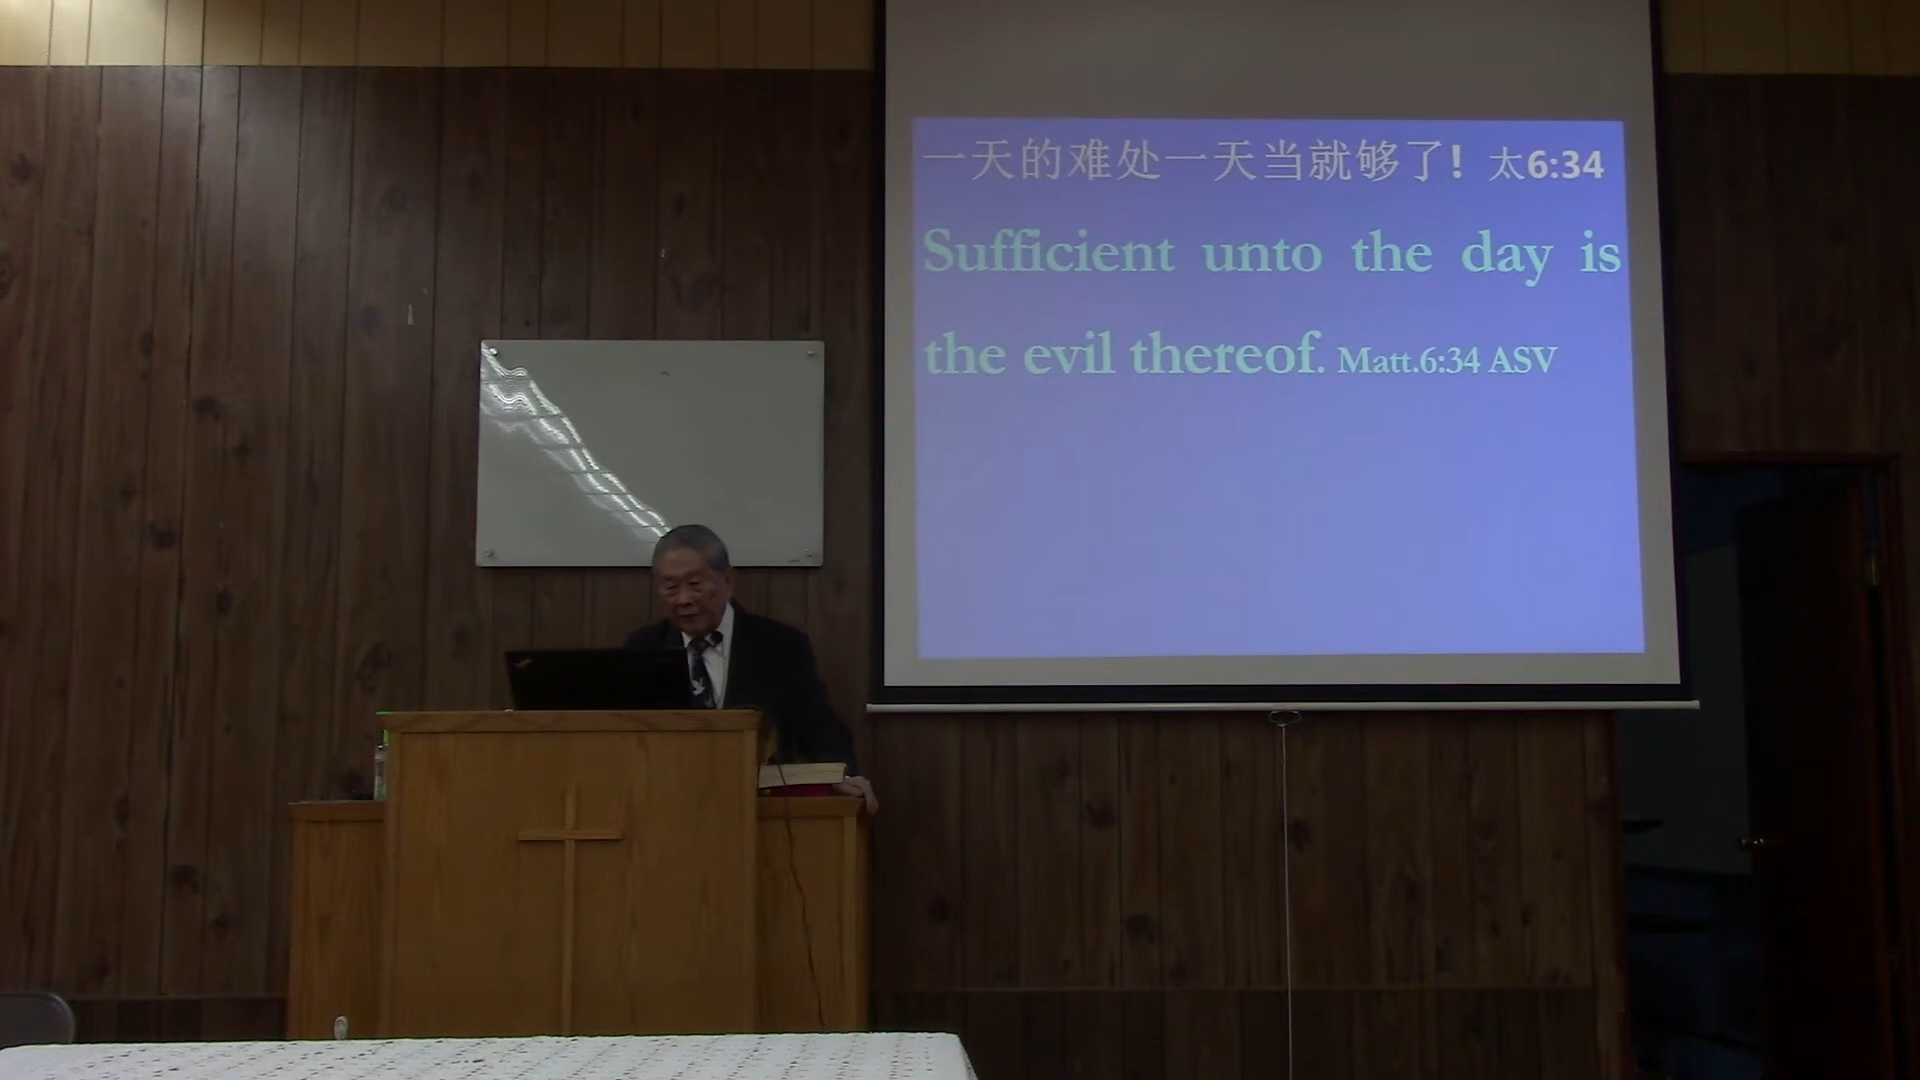 一天的难处一天当就够了! 太6:34
Sufficient unto the day is
the evil thereof. Matt.6:34 ASV